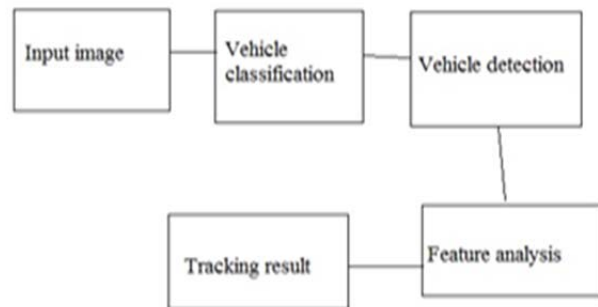 Input image
Vehicle
classification
Vehicle detection
Feature analysis
Tracking result